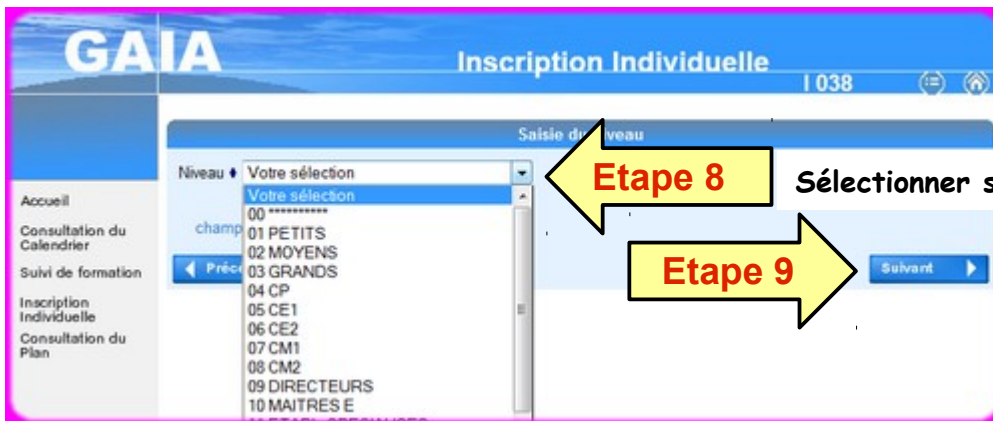 GAIA
Inscription Individuelle
I 038
Saisie du veau
Niveau Votre sélection
Votre sélection
00 **********
01 PETITS
02 MOYENS
03 GRANDS
04 CP
05 CE1
06 CE2
07 CM1
08 CM2
09 DIRECTEURS
10 MAITRES E
champ
Préc
Etape 8
Sélectionner s
Etape 9
Suivant
Accueil
Consultation du
Calendrier
Suivi de formation
Inscription
Individuelle
Consultation du
Plan